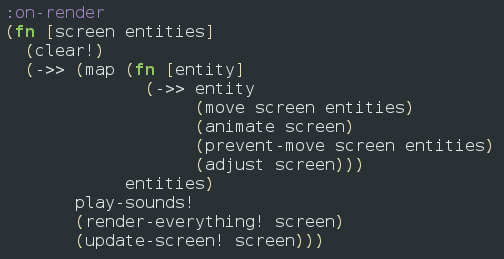 :on-render
(fn [screen entities]
  (clear!)
  (->> (map (fn [entity]
              (->> entity
                   (move screen entities)
                   (animate screen)
                   (prevent-move screen entities)
                   (adjust screen)))
            entities)
       play-sounds!
       (render-everything! screen)
       (update-screen! screen)))